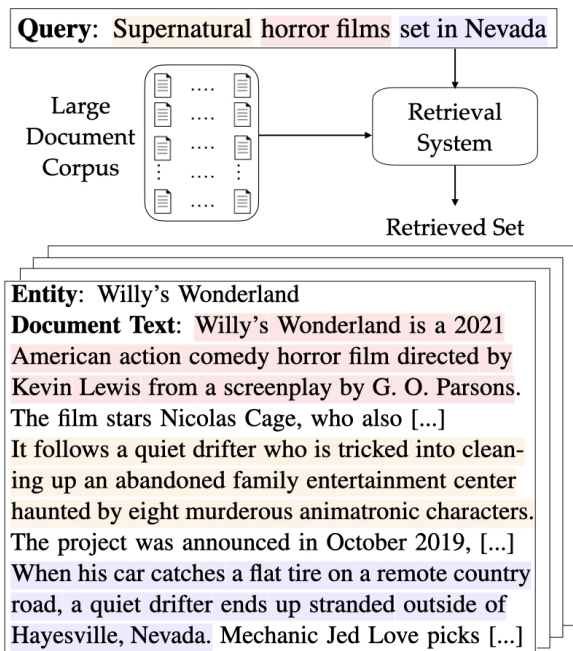 Query: Supernatural horror films set in Nevada
Large
Document
Corpus
....
....
....
....
....
Retrieval
System
Retrieved Set
Entity: Willy's Wonderland
Document Text: Willy's Wonderland is a 2021
American action comedy horror film directed by
Kevin Lewis from a screenplay by G. O. Parsons.
The film stars Nicolas Cage, who also [...]
It follows a quiet drifter who is tricked into clean-
ing up an abandoned family entertainment center
haunted by eight murderous animatronic characters.
The project was announced in October 2019, [...]
When his car catches a flat tire on a remote country
road, a quiet drifter ends up stranded outside of
Hayesville, Nevada. Mechanic Jed Love picks [...]